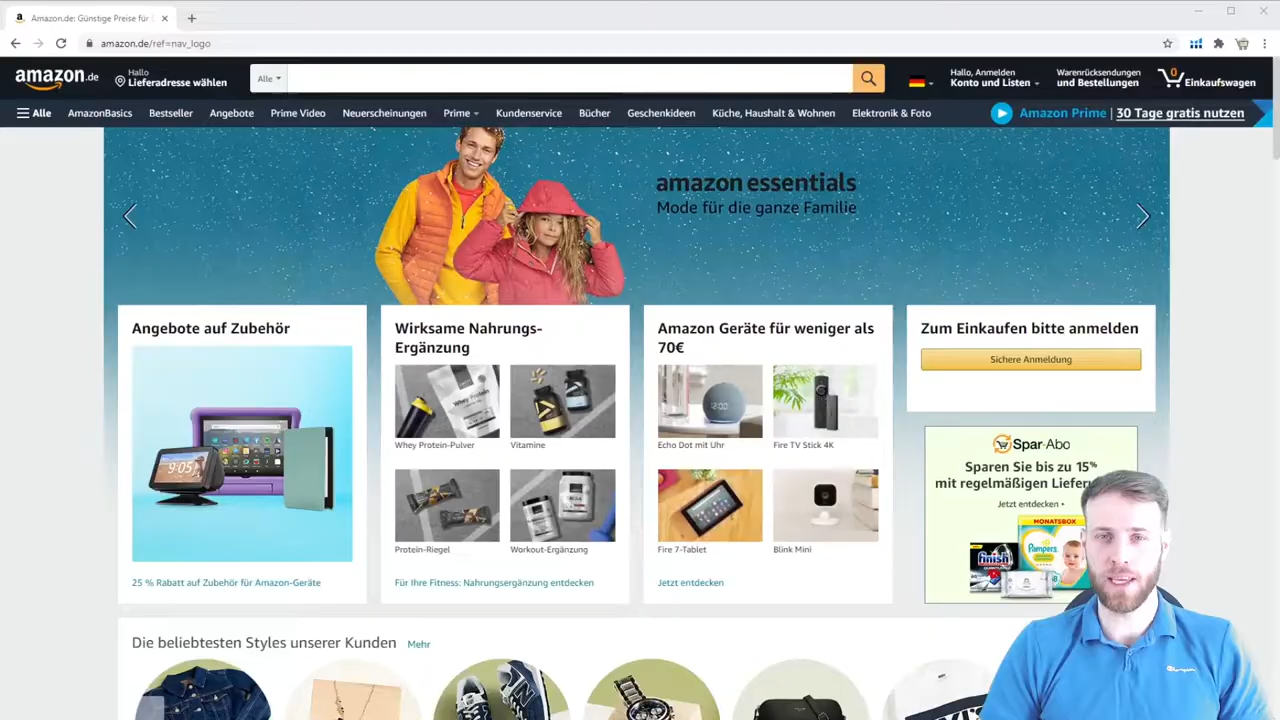 Amazon.de: Günstige Preise für
amazon.de/ref=nav_logo
amazon.de
Hallo
Lieferadresse wählen
Alle
Hallo, Anmelden
Konto und Listen
Warenrücksendungen
und Bestellungen
0
Einkaufswagen
Alle
AmazonBasics
Bestseller
Angebote
Prime Video
Neuerscheinungen
Prime
Kundenservice
Bücher
Geschenkideen
Küche, Haushalt & Wohnen
Elektronik & Foto
Amazon Prime | 30 Tage gratis nutzen
amazon essentials
Mode für die ganze Familie
Angebote auf Zubehör
9:05
25 % Rabatt auf Zubehör für Amazon-Geräte
Wirksame Nahrungs-
Ergänzung
Whey Protein-Pulver
Vitamine
Protein-Riegel
Workout-Ergänzung
Für Ihre Fitness: Nahrungsergänzung entdecken
Amazon Geräte für weniger als
70€
Echo Dot mit Uhr
Fire TV Stick 4K
Fire 7-Tablet
Blink Mini
Jetzt entdecken
Zum Einkaufen bitte anmelden
Sichere Anmeldung
Spar-Abo
Sparen Sie bis zu 15%
mit regelmäßigen
Jetzt entdecken
MONATSBOX
finish
Pampers
Die beliebtesten Styles unserer Kunden
Mehr
Champion